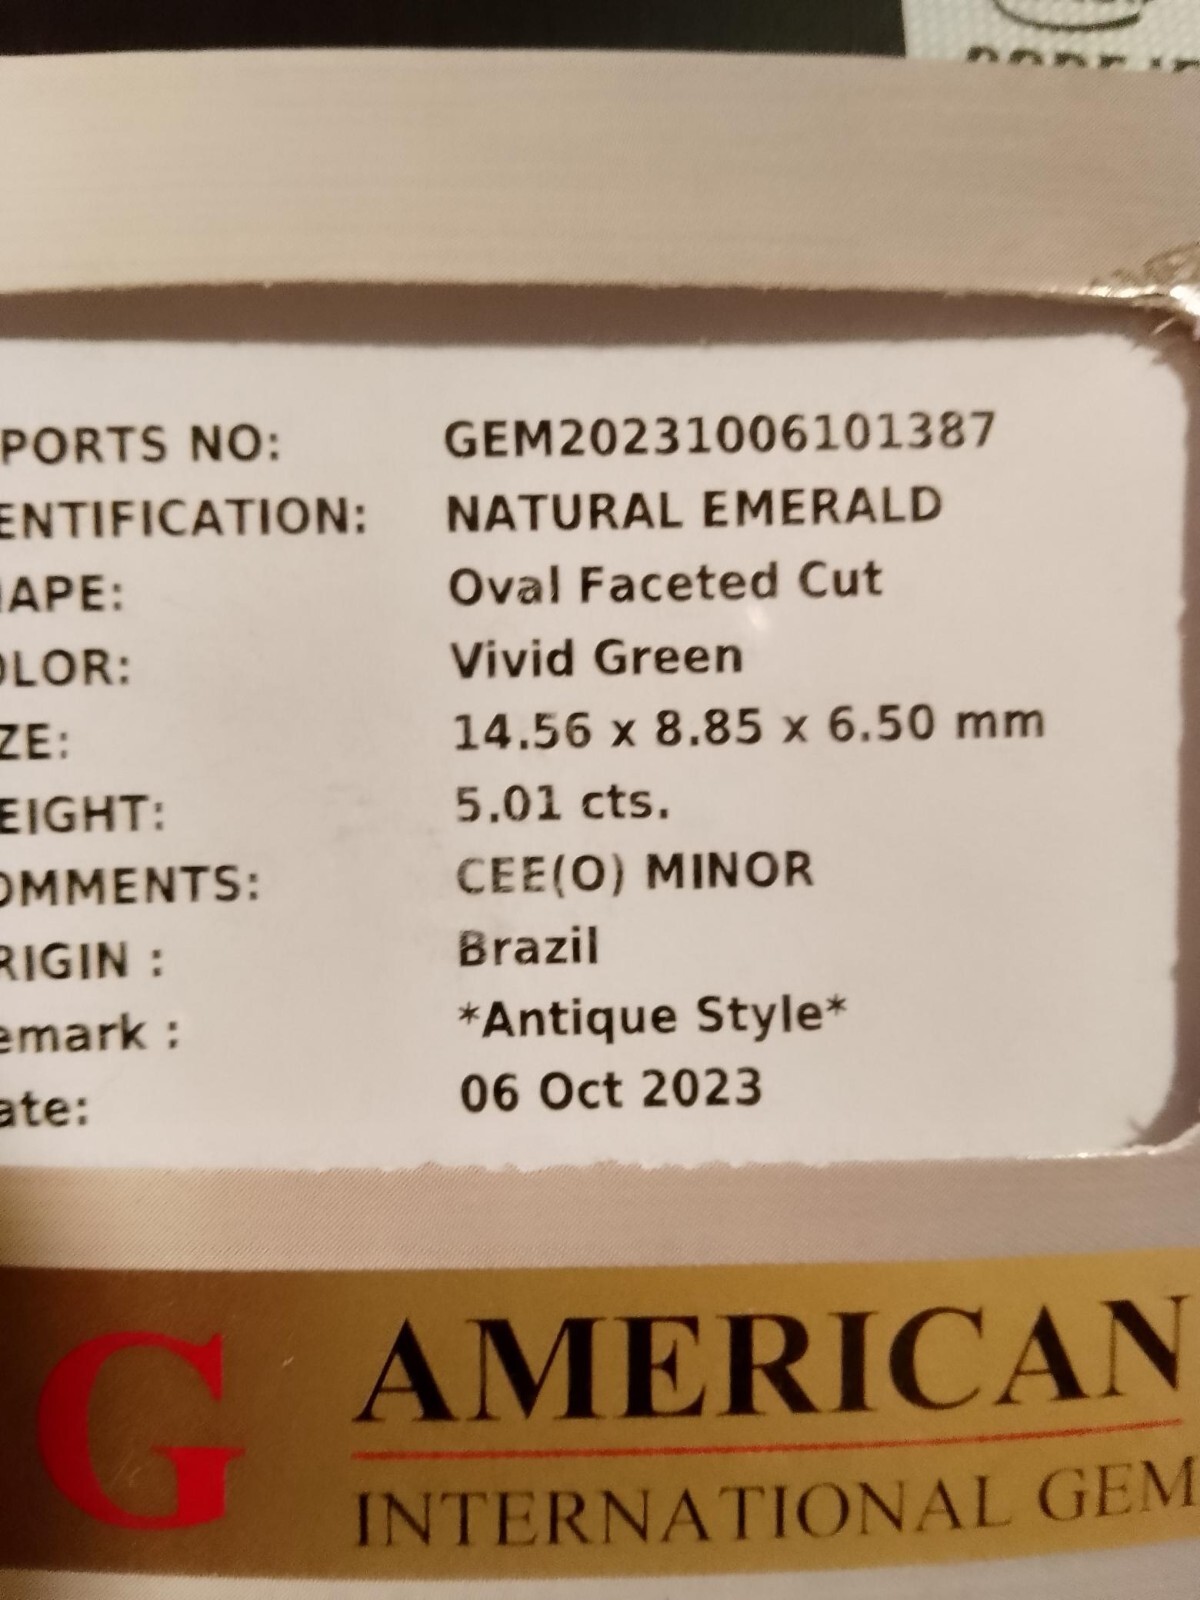 PORTS NO: GEM20231006101387
ENTIFICATION: NATURAL EMERALD
APE: Oval Faceted Cut
OLOR: Vivid Green
ZE: 14.56 x 8.85 x 6.50 mm
EIGHT: 5.01 cts.
OMMENTS: CEE(O) MINOR
RIGIN : Brazil
emark : *Antique Style*
ate: 06 Oct 2023
G AMERICAN
INTERNATIONAL GEM